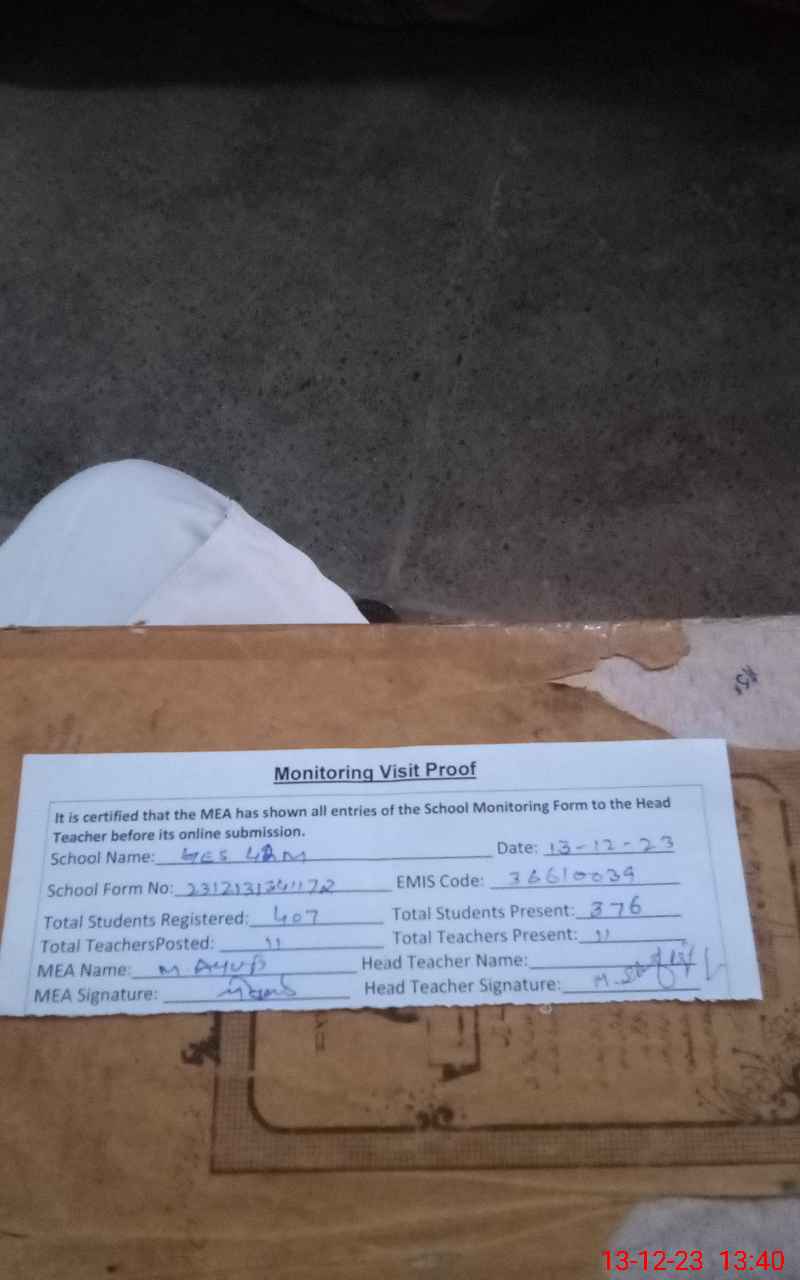 Monitoring Visit Proof
It is certified that the MEA has shown all entries of the School Monitoring Form to the Head
Teacher before its online submission.
School Name: Date: 13-12-23
School Form No: EMIS Code: 36610039
Total Students Registered: 407 Total Students Present: 376
Total TeachersPosted: 11 Total Teachers Present: 11
MEA Name: M. AYUB Head Teacher Name:
MEA Signature: Head Teacher Signature:
13-12-23 13:40